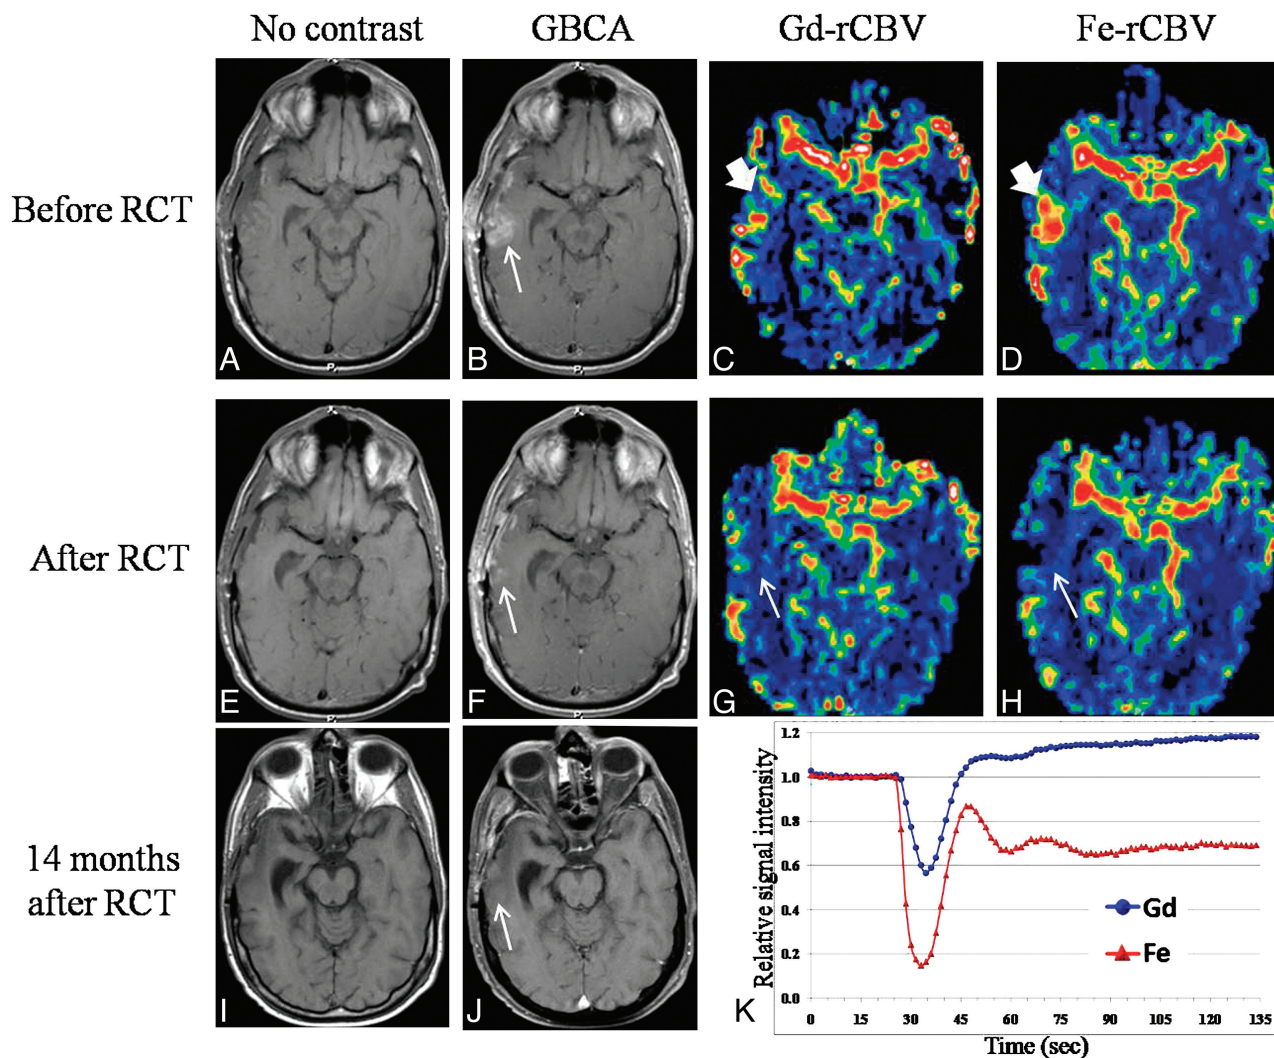 No contrast GBCA Gd-rCBV Fe-rCBV
Before RCT
A B C D
After RCT
E F G H
14 months
after RCT
I J K
Relative signal intensity
1.2
1.0
0.8
0.6
0.4
0.2
0.0
Gd
Fe
0 15 30 45 60 75 90 105 120 135
Time (sec)